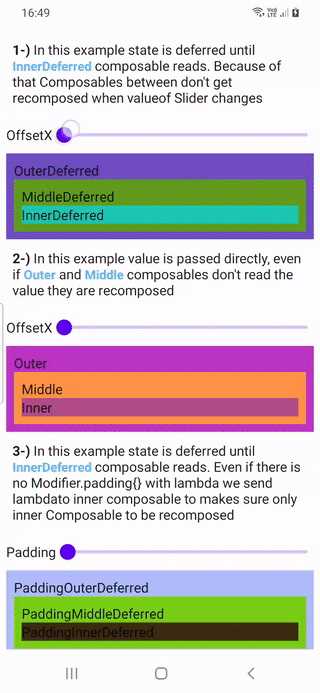 16:49
Vo)) LTE
1-) In this example state is deferred until
InnerDeferred composable reads. Because of
that Composables between don't get
recomposed when valueof Slider changes
OffsetX
OuterDeferred
MiddleDeferred
InnerDeferred
2-) In this example value is passed directly, even
if Outer and Middle composables don't read the
value they are recomposed
OffsetX
Outer
Middle
Inner
3-) In this example state is deferred until
InnerDeferred composable reads. Even if there is
no Modifier.padding{} with lambda we send
lambdato inner composable to makes sure only
inner Composable to be recomposed
Padding
PaddingOuterDeferred
PaddingMiddleDeferred
PaddingInnerDeferred